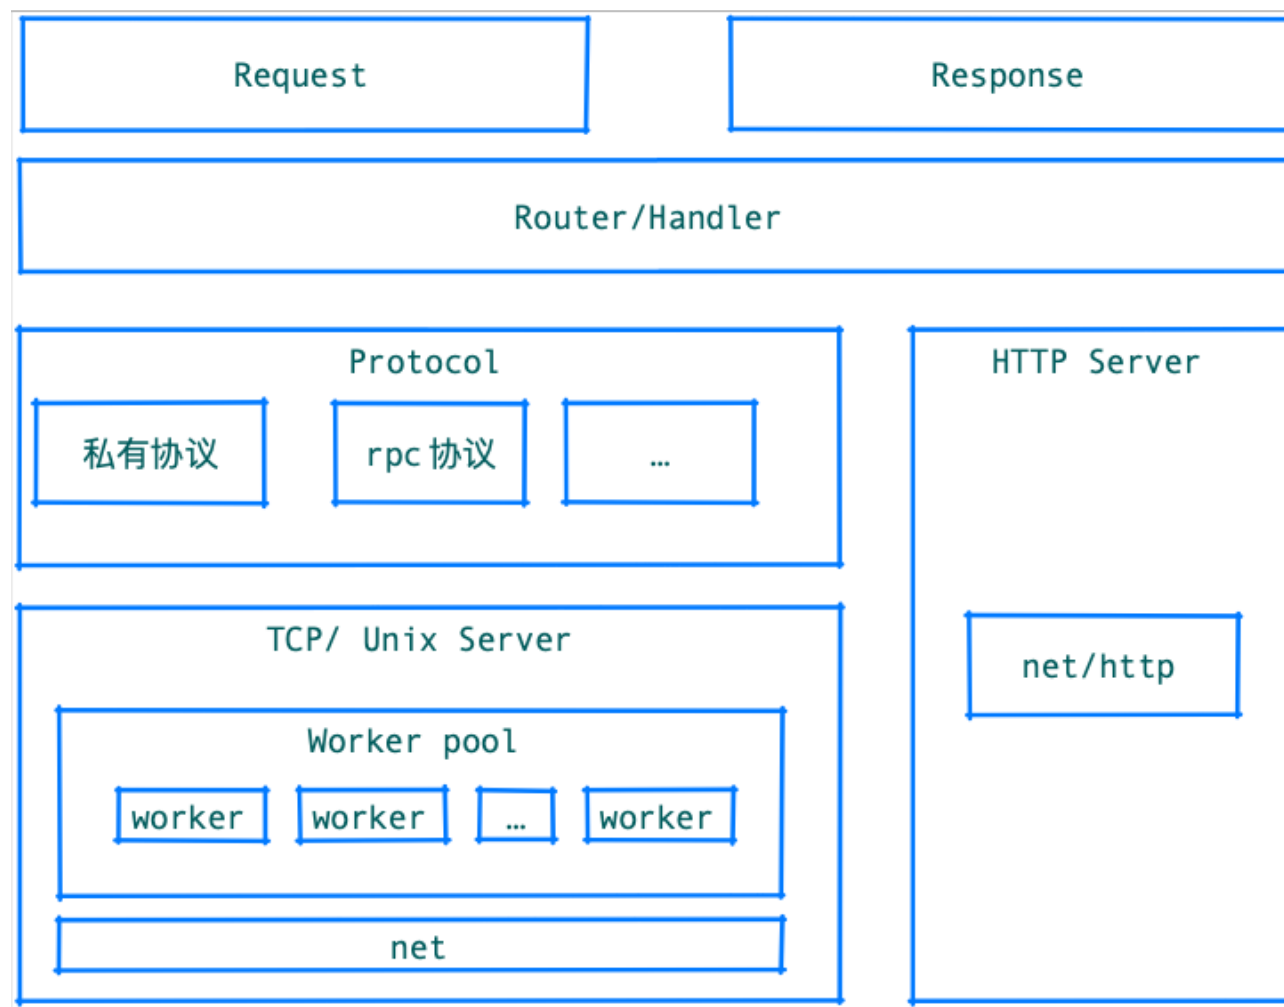 Request
Response
Router/Handler
Protocol
私有协议
rpc 协议
…
HTTP Server
net/http
TCP/ Unix Server
Worker pool
worker
worker
…
worker
net